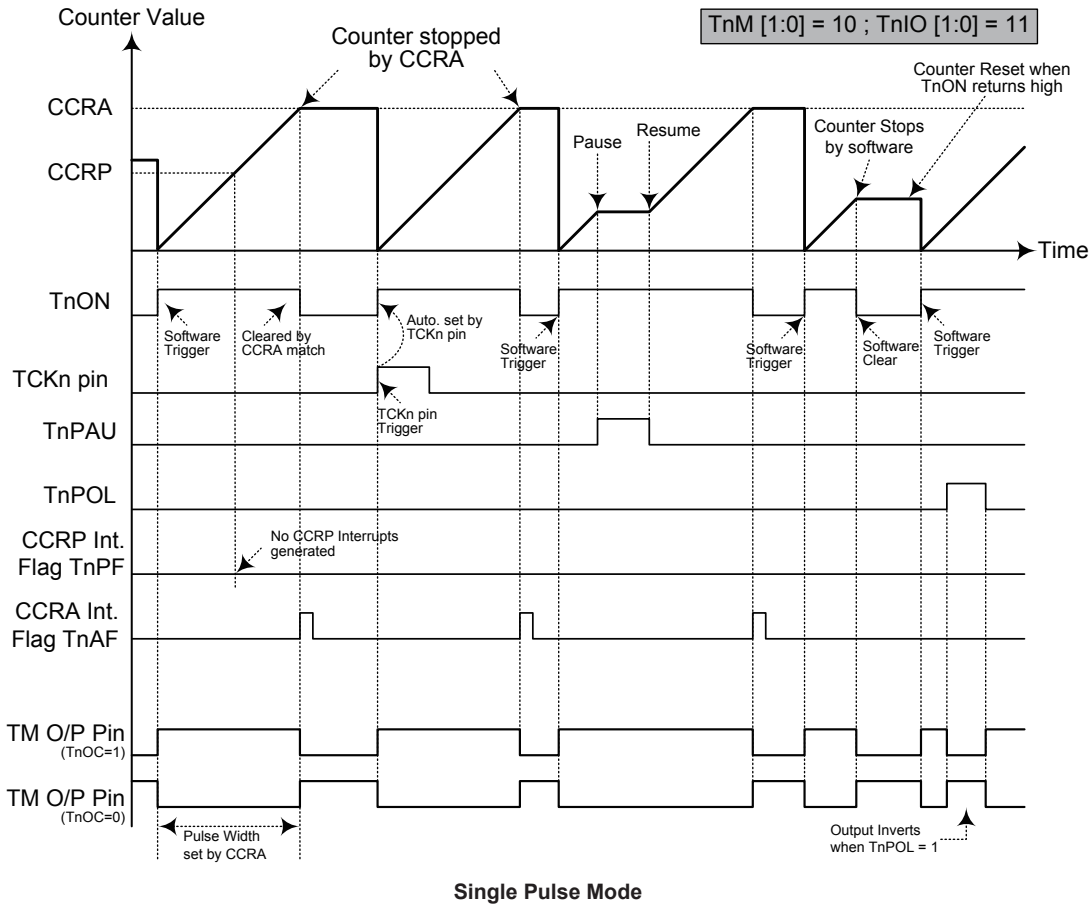 Counter Value
TnM [1:0] = 10 ; TnIO [1:0] = 11
Counter stopped
by CCRA
Counter Reset when
TnON returns high
CCRA
Pause
Resume
Counter Stops
by software
CCRP
Time
TnON
Software
Trigger
Cleared by
CCRA match
Auto. set by
TCKn pin
Software
Trigger
Software
Trigger
Software
Clear
Software
Trigger
TCKn pin
TCKn pin
Trigger
TnPAU
TnPOL
CCRP Int.
Flag TnPF
No CCRP Interrupts
generated
CCRA Int.
Flag TnAF
TM O/P Pin
(TnOC=1)
TM O/P Pin
(TnOC=0)
Pulse Width
set by CCRA
Output Inverts
when TnPOL = 1
Single Pulse Mode